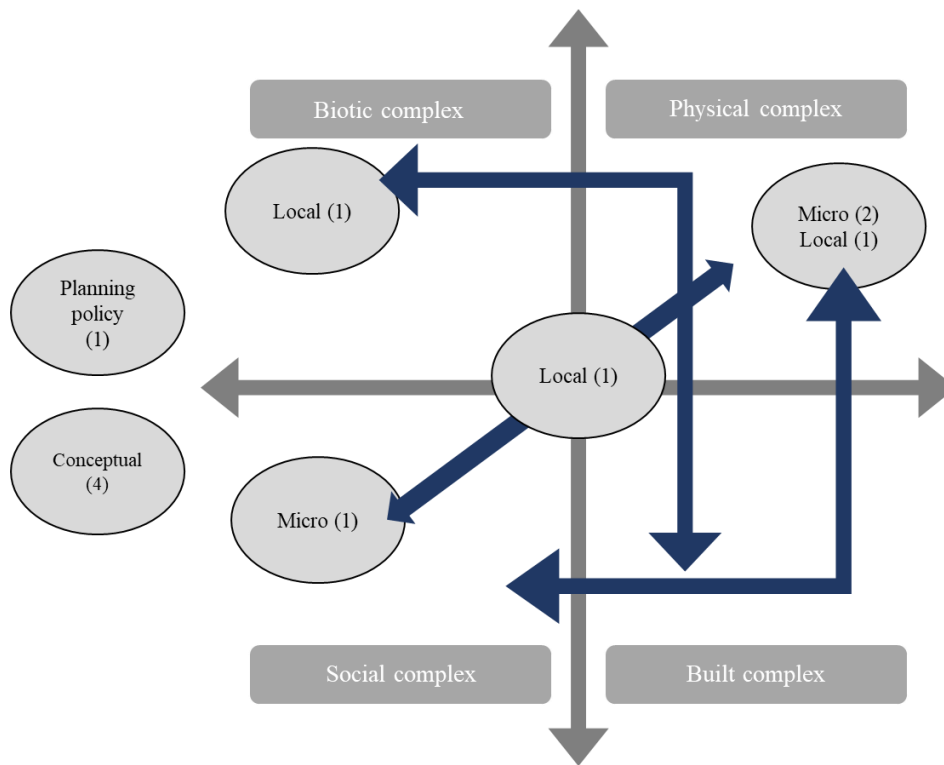 Biotic complex
Physical complex
Local (1)
Micro (2)
Local (1)
Planning
policy
(1)
Local (1)
Conceptual
(4)
Micro (1)
Social complex
Built complex